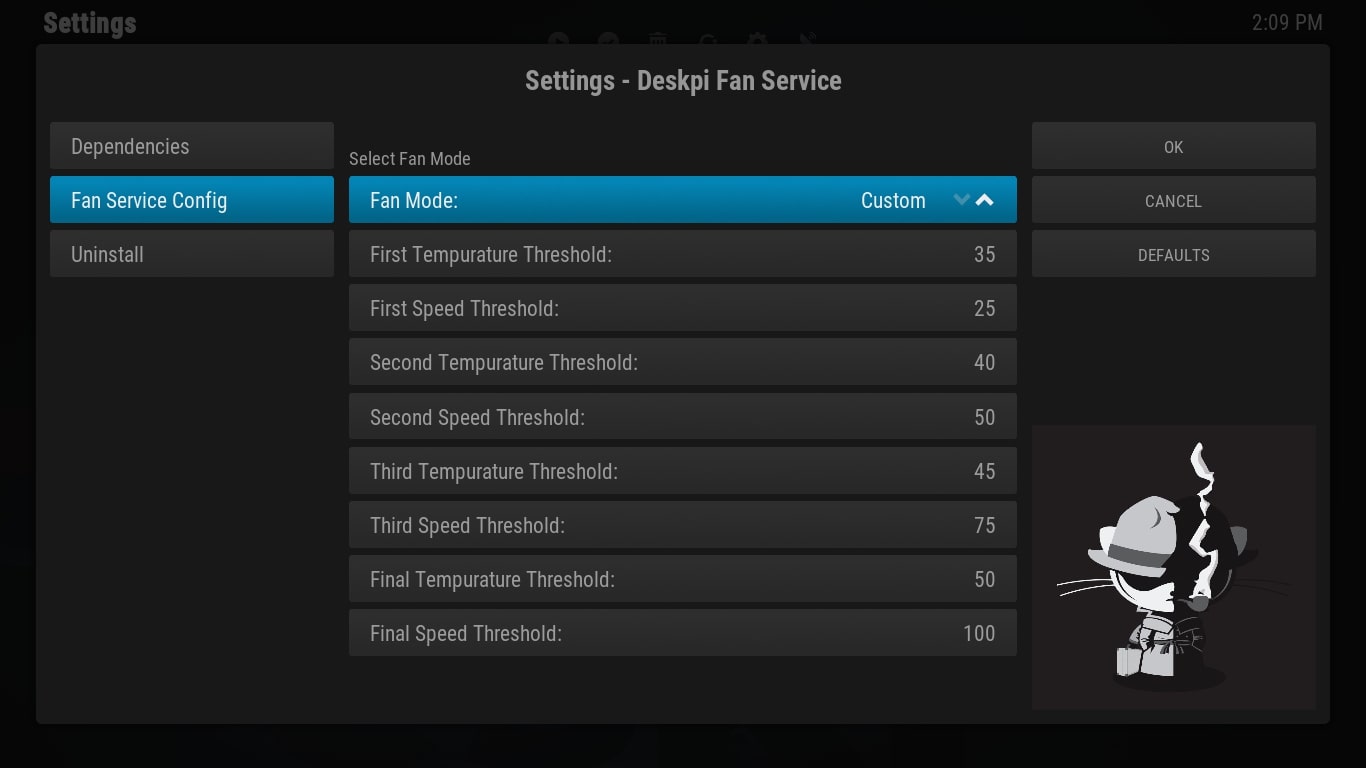 Settings
2:09 PM
Settings - Deskpi Fan Service
Dependencies
Fan Service Config
Uninstall
Select Fan Mode
Fan Mode: Custom
First Tempurature Threshold: 35
First Speed Threshold: 25
Second Tempurature Threshold: 40
Second Speed Threshold: 50
Third Tempurature Threshold: 45
Third Speed Threshold: 75
Final Tempurature Threshold: 50
Final Speed Threshold: 100
OK
CANCEL
DEFAULTS